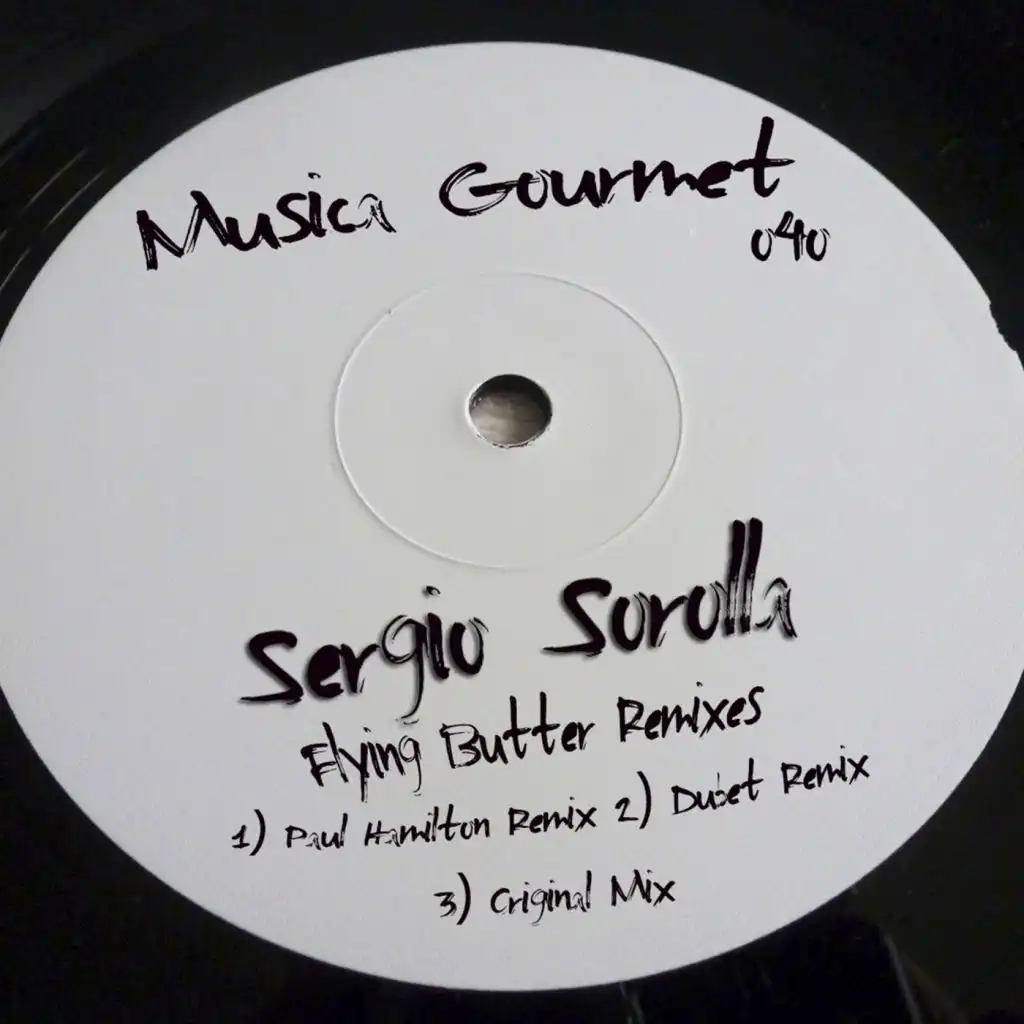 Musica Gourmet
040
Sergio Sorolla
Flying Butter Remixes
1) Paul Hamilton Remix 2) Dubet Remix
3) Original Mix